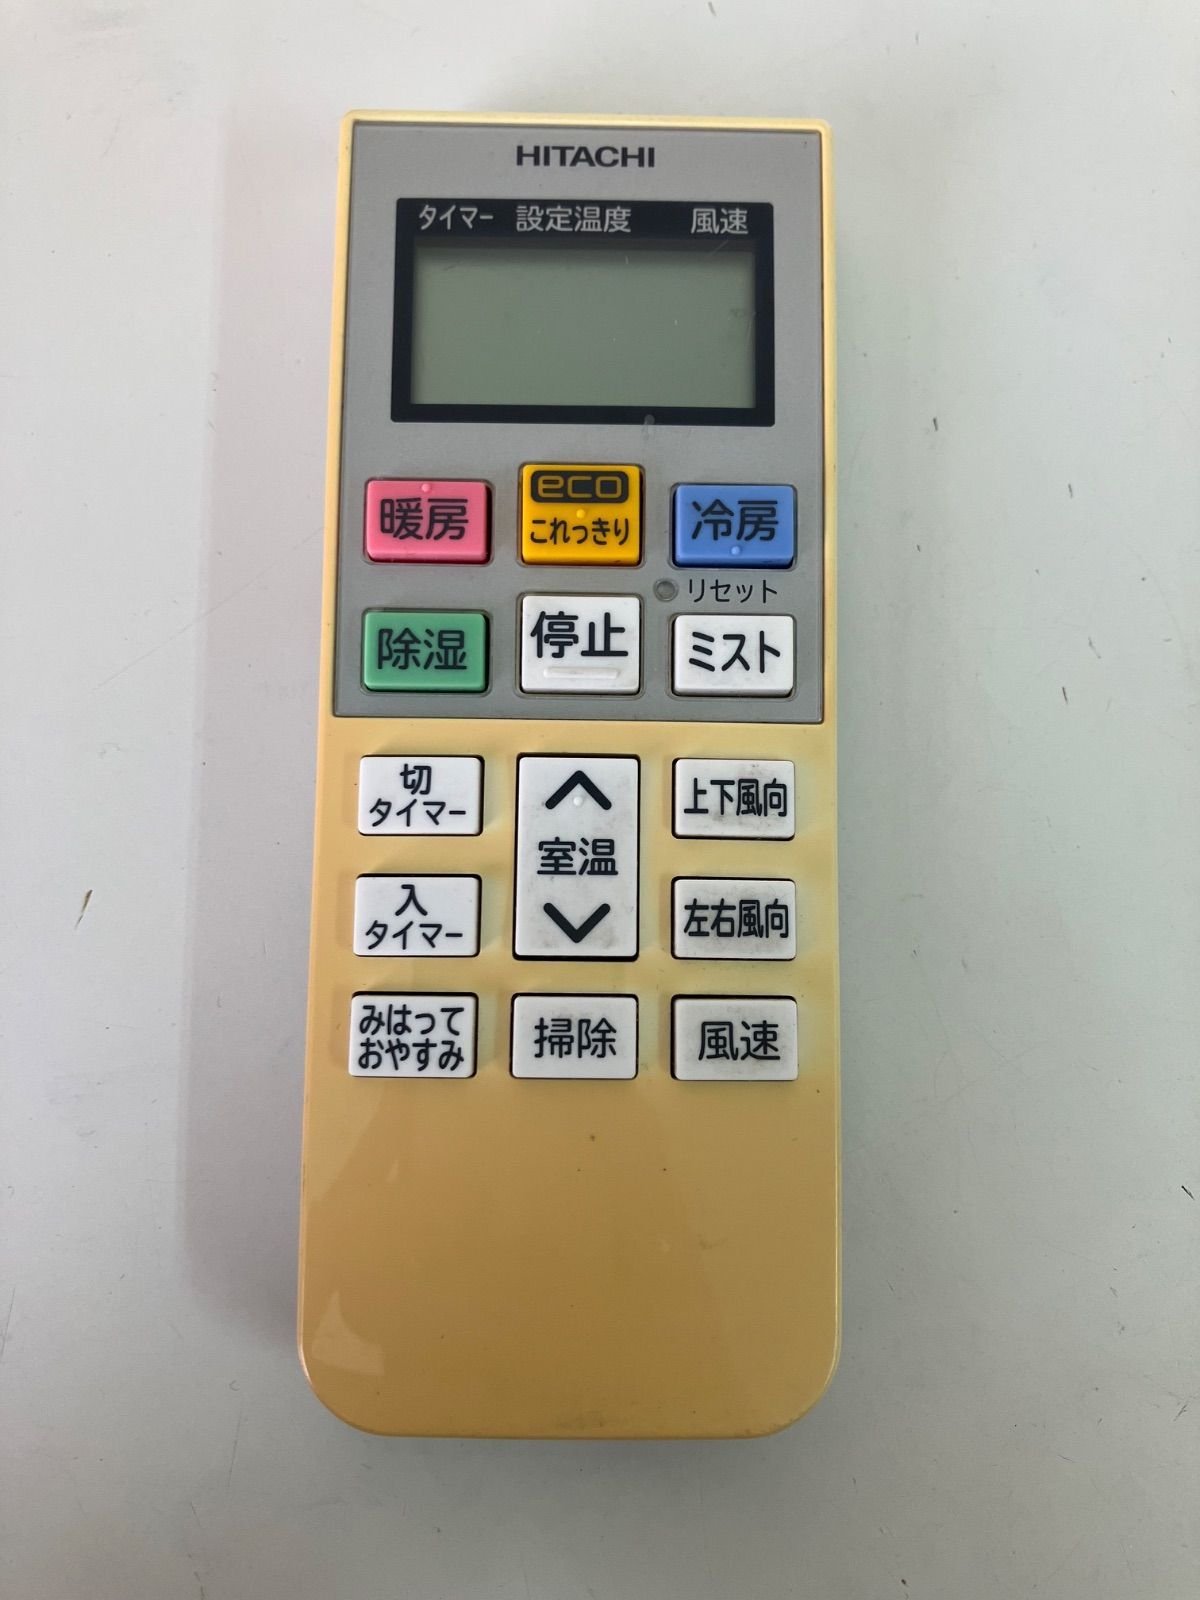 HITACHI
タイマー 設定温度 風速
暖房
eco
これっきり
冷房
リセット
除湿
停止
ミスト
切
タイマー
室温
上下風向
入
タイマー
左右風向
みはって
おやすみ
掃除
風速